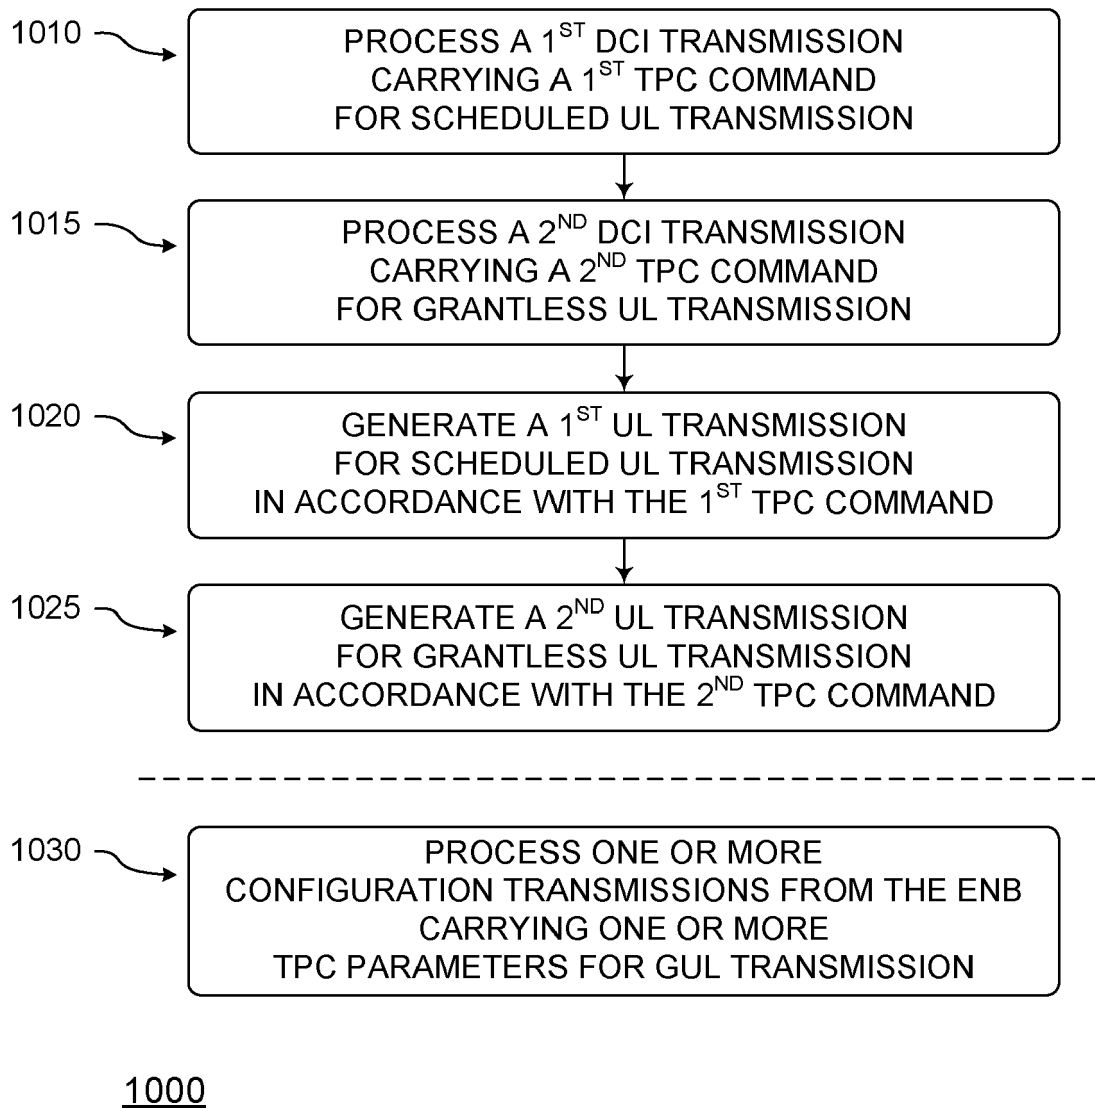 1010
PROCESS A 1ST DCI TRANSMISSION
CARRYING A 1ST TPC COMMAND
FOR SCHEDULED UL TRANSMISSION
1015
PROCESS A 2ND DCI TRANSMISSION
CARRYING A 2ND TPC COMMAND
FOR GRANTLESS UL TRANSMISSION
1020
GENERATE A 1ST UL TRANSMISSION
FOR SCHEDULED UL TRANSMISSION
IN ACCORDANCE WITH THE 1ST TPC COMMAND
1025
GENERATE A 2ND UL TRANSMISSION
FOR GRANTLESS UL TRANSMISSION
IN ACCORDANCE WITH THE 2ND TPC COMMAND
1030
PROCESS ONE OR MORE
CONFIGURATION TRANSMISSIONS FROM THE ENB
CARRYING ONE OR MORE
TPC PARAMETERS FOR GUL TRANSMISSION
1000